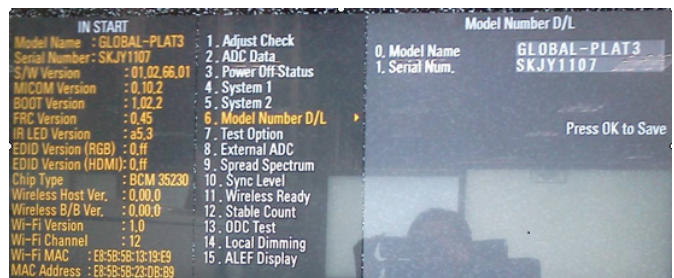 IN START
Model Name : GLOBAL-PLAT3
Serial Number : SKJY1107
S/W Version : 01.02.66.01
MICOM Version : 0.10.2
BOOT Version : 1.02.2
FRC Version : 0.45
IR LED Version : a5.3
EDID Version (RGB) : 0.ff
EDID Version (HDMI) : 0.ff
Chip Type : BCM 35230
Wireless Host Ver. : 0.00.0
Wireless B/B Ver. : 0.00.0
Wi-Fi Version : 1.0
Wi-Fi Channel : 12
Wi-Fi MAC : E8:5B:5B:13:19:E9
MAC Address : E8:5B:5B:23:DB:B9
1. Adjust Check
2. ADC Data
3. Power Off Status
4. System 1
5. System 2
6. Model Number D/L
7. Test Option
8. External ADC
9. Spread Spectrum
10. Sync Level
11. Wireless Ready
12. Stable Count
13. ODC Test
14. Local Dimming
15. ALEF Display
Model Number D/L
0. Model Name GLOBAL-PLAT3
1. Serial Num. SKJY1107
Press OK to Save